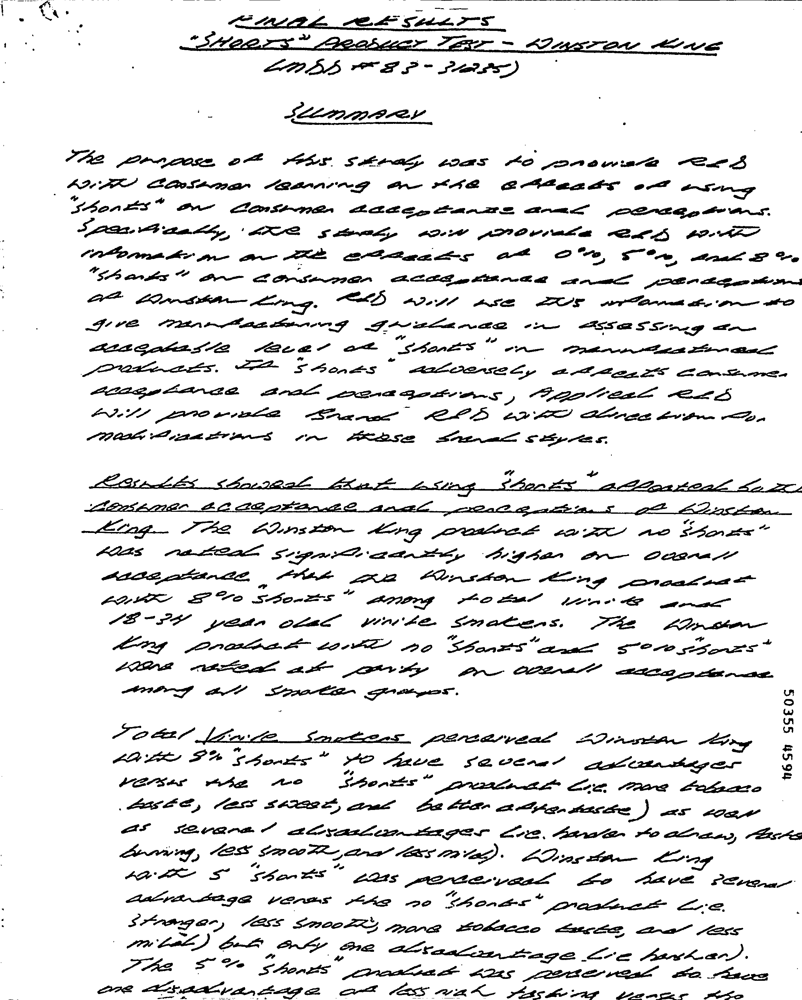 FINAL RESULTS
"SHORTS" PRODUCT TEST - WINSTON KING
(MDD #83-31235)
SUMMARY
The purpose of this study was to provide R&D
with consumer learning on the effects of using
"shorts" on consumer acceptance and perceptions.
Specifically, the study will provide R&D with
information on the effects of 0%, 5%, and 8%
"shorts" on consumer acceptance and perceptions
of Winston King. R&D will use this information to
give manufacturing guidance in assessing an
acceptable level of "shorts" in manufactured
products. If "shorts" adversely affects consumer
acceptance and perceptions, Applied R&D
will provide Brand R&D with direction for
modifications in those brand styles.
Results showed that using "shorts" affected both
consumer acceptance and perceptions of Winston
King. The Winston King product with no "shorts"
was rated significantly higher on overall
acceptance that the Winston King product
with 8% "shorts" among total virile and
18-34 year old virile smokers. The Winston
King product with no "shorts" and 5% "shorts"
were rated at parity on overall acceptance
among all smoker groups.
Total Virile Smokers perceived Winston King
with 8% "shorts" to have several advantages
versus the no "shorts" product (i.e. more tobacco
taste, less sweet, and better aftertaste) as well
as several disadvantages (i.e. harder to draw, faster
burning, less smooth, and less mild). Winston King
with 5 "shorts" was perceived to have several
advantage versus the no "shorts" product (i.e.
stronger, less smooth, more tobacco taste, and less
mild) but only one disadvantage (i.e harsher).
The 5% "shorts" product was perceived to have
one disadvantage of less rich tasting versus the
50355 4594